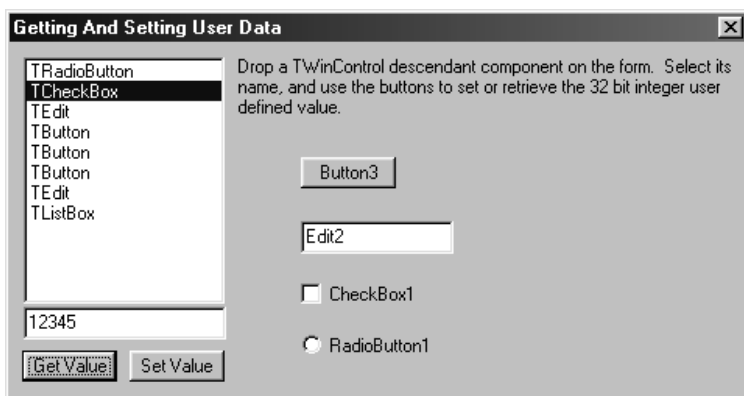 Getting And Setting User Data
TRadioButton
TCheckBox
TEdit
TButton
TButton
TButton
TEdit
TListBox
12345
Get Value
Set Value
Drop a TWinControl descendant component on the form. Select its
name, and use the buttons to set or retrieve the 32 bit integer user
defined value.
Button3
Edit2
CheckBox1
RadioButton1